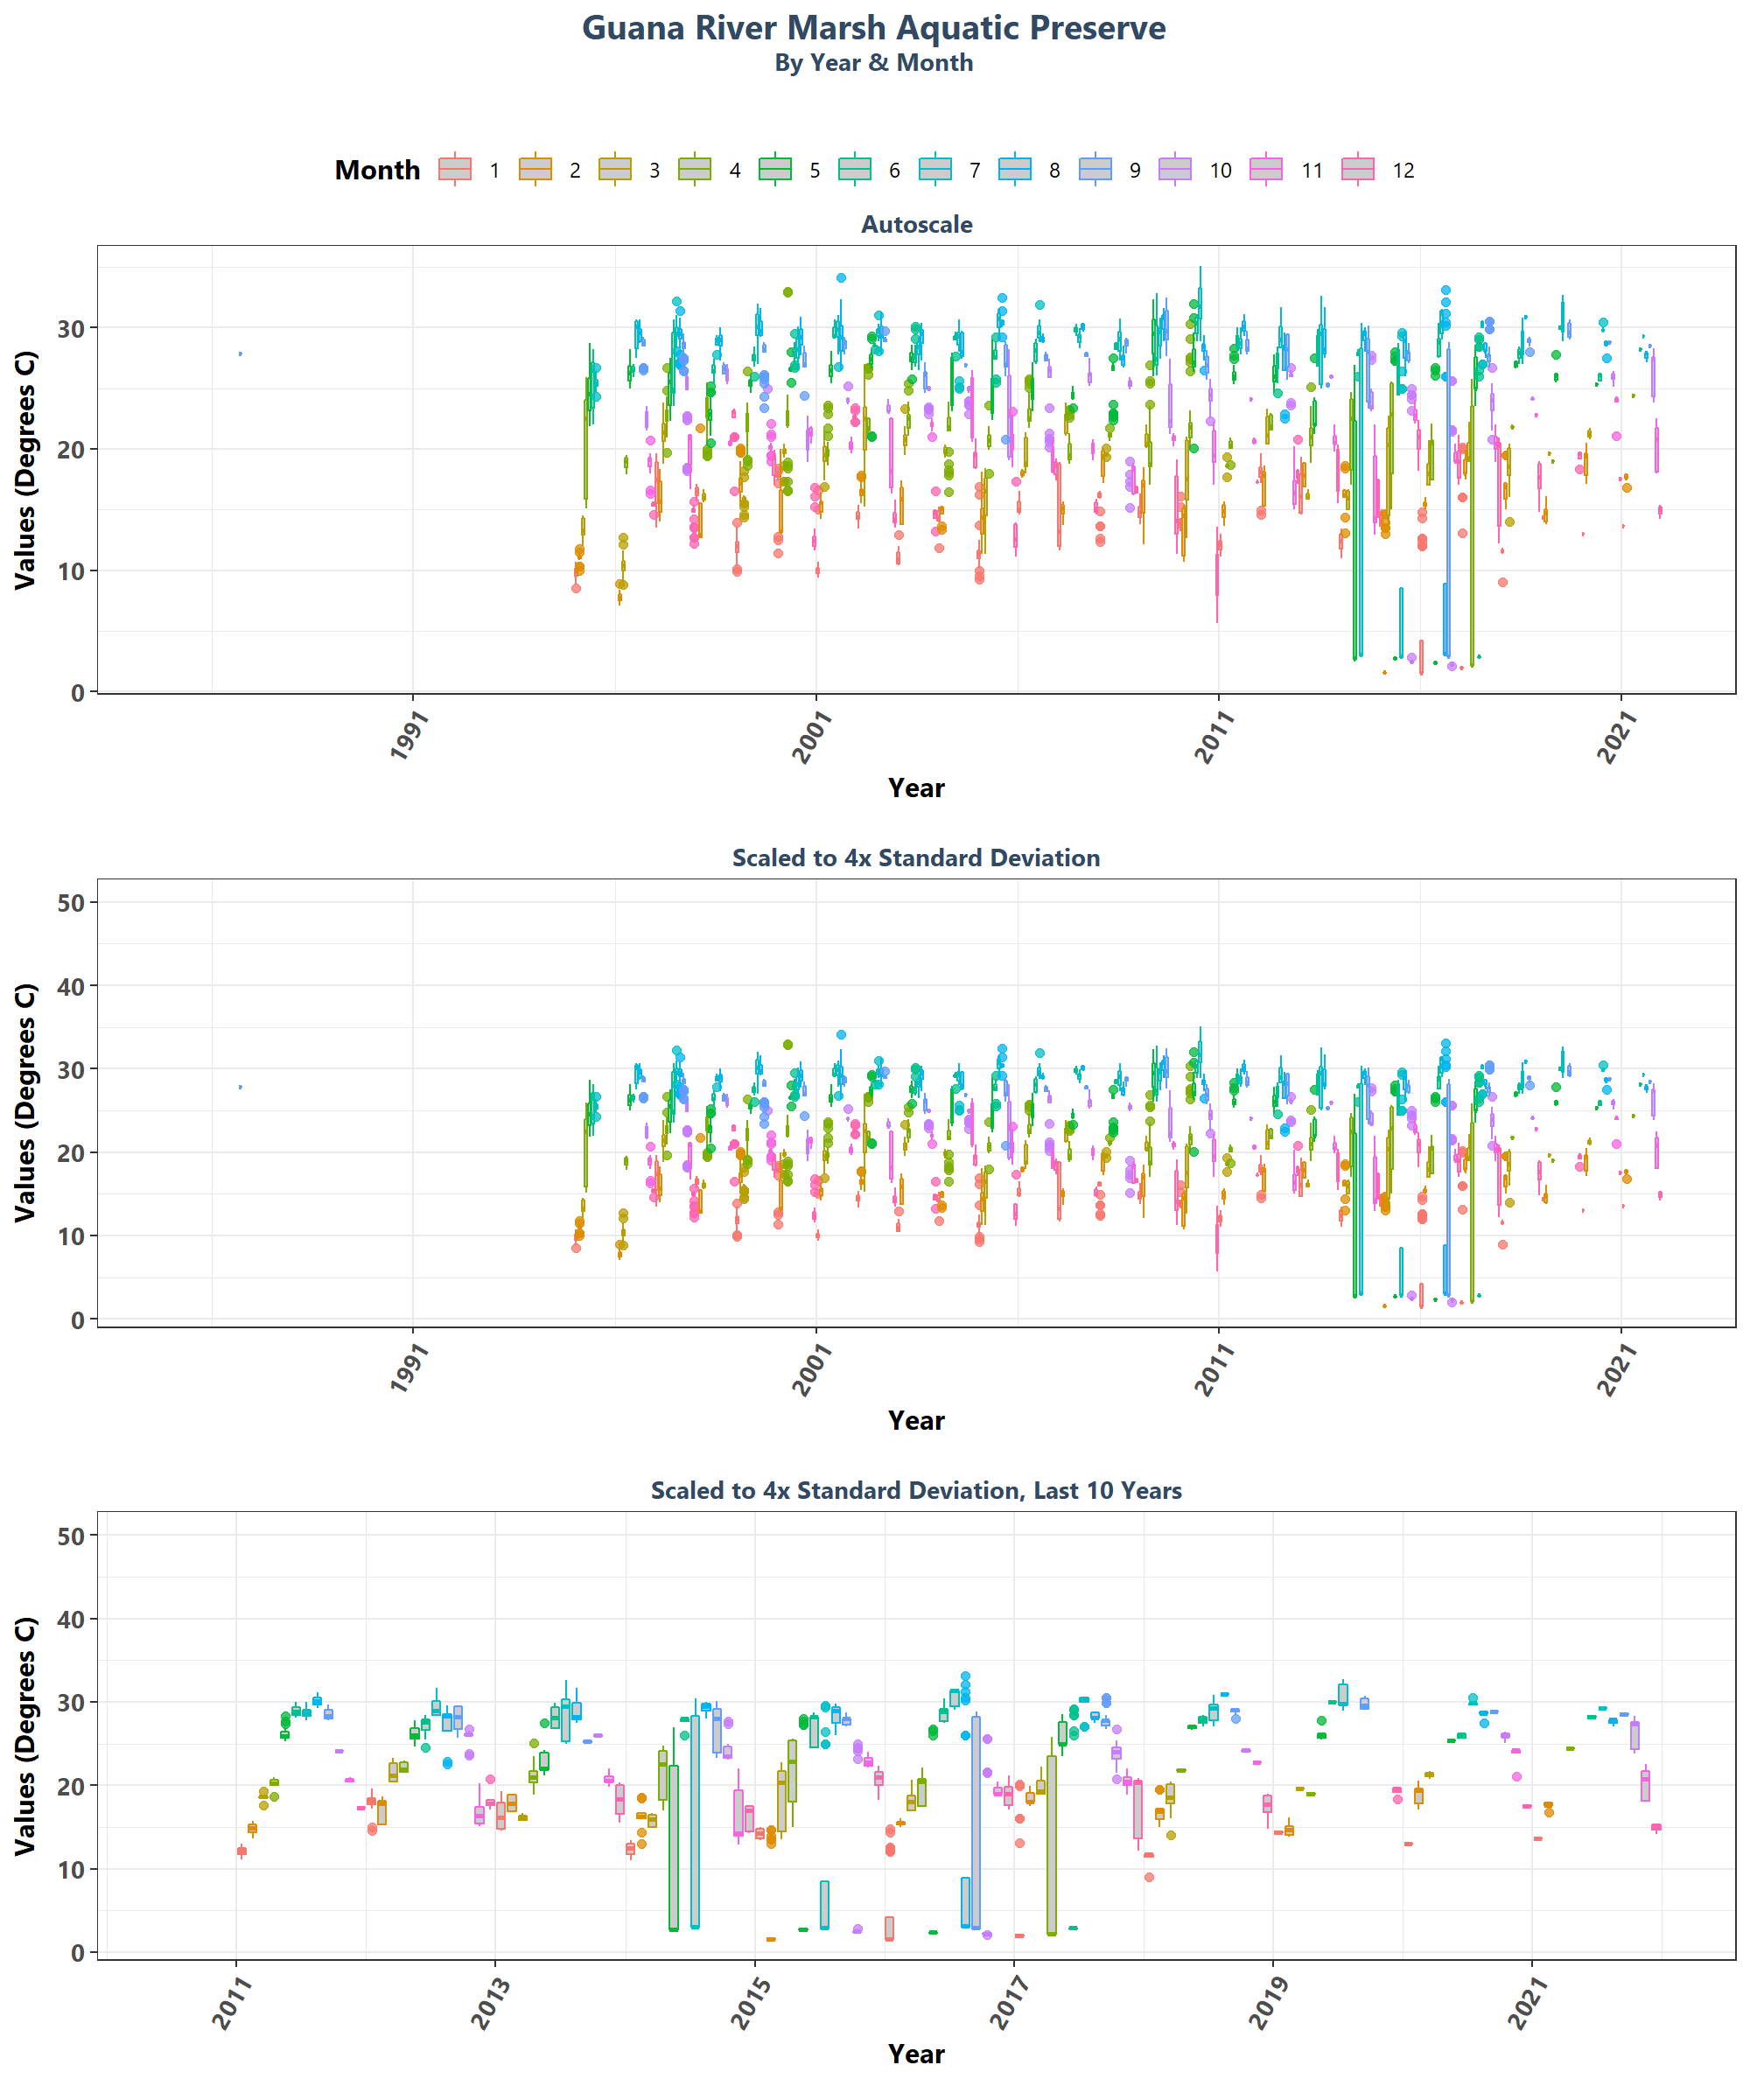 Guana River Marsh Aquatic Preserve
By Year & Month
Month 1 2 3 4 5 6 7 8 9 10 11 12
Autoscale
Values (Degrees C)
30
20
10
0
1991 2001 2011 2021
Year
Scaled to 4x Standard Deviation
Values (Degrees C)
50
40
30
20
10
0
1991 2001 2011 2021
Year
Scaled to 4x Standard Deviation, Last 10 Years
Values (Degrees C)
50
40
30
20
10
0
2011 2013 2015 2017 2019 2021
Year